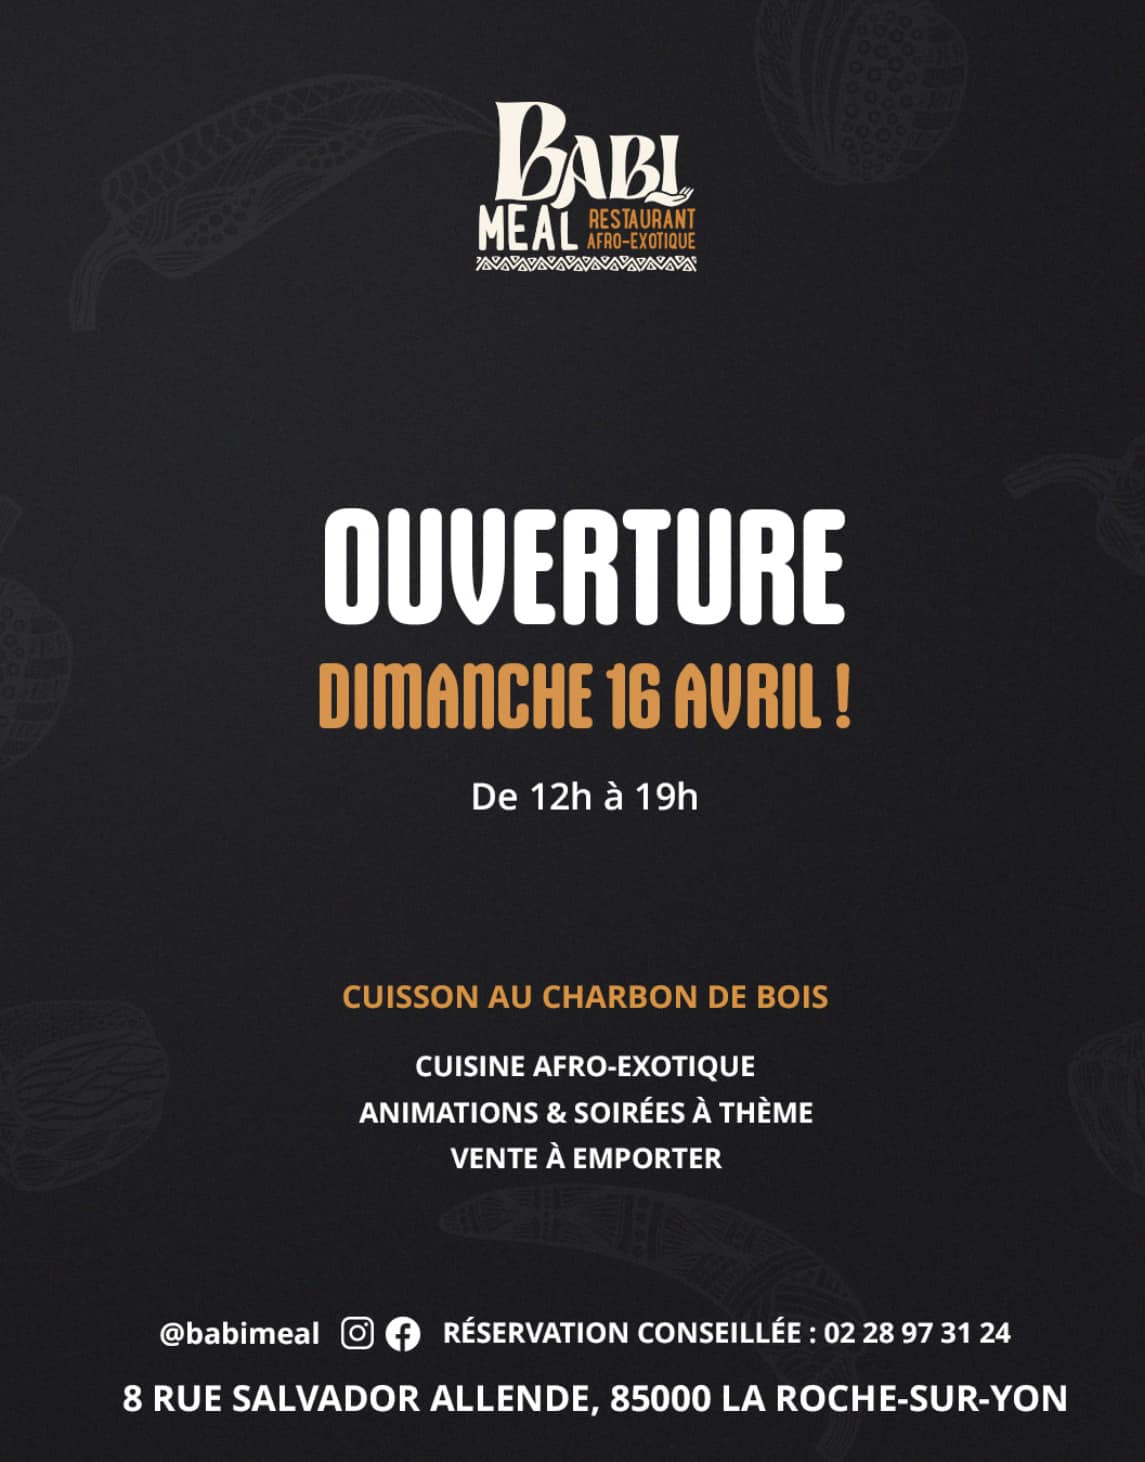 BABI
MEAL RESTAURANT
AFRO-EXOTIQUE
OUVERTURE
DIMANCHE 16 AVRIL !
De 12h à 19h
CUISSON AU CHARBON DE BOIS
CUISINE AFRO-EXOTIQUE
ANIMATIONS & SOIRÉES À THÈME
VENTE À EMPORTER
@babimeal RÉSERVATION CONSEILLÉE : 02 28 97 31 24
8 RUE SALVADOR ALLENDE, 85000 LA ROCHE-SUR-YON